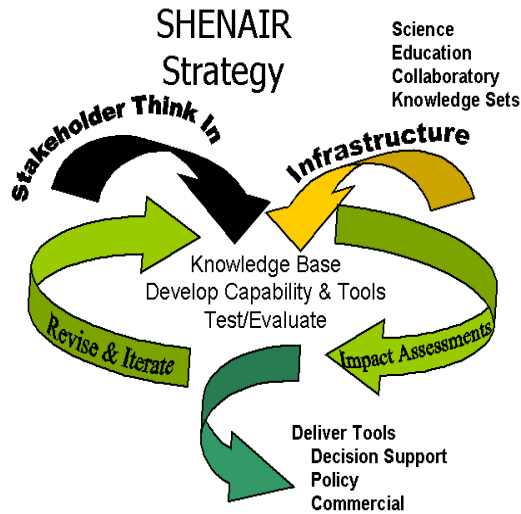 SHENAIR
Strategy
Science
Education
Collaboratory
Knowledge Sets
Stakeholder Think In
Infrastructure
Knowledge Base
Develop Capability & Tools
Test/Evaluate
Revise & Iterate
Impact Assessments
Deliver Tools
Decision Support
Policy
Commercial